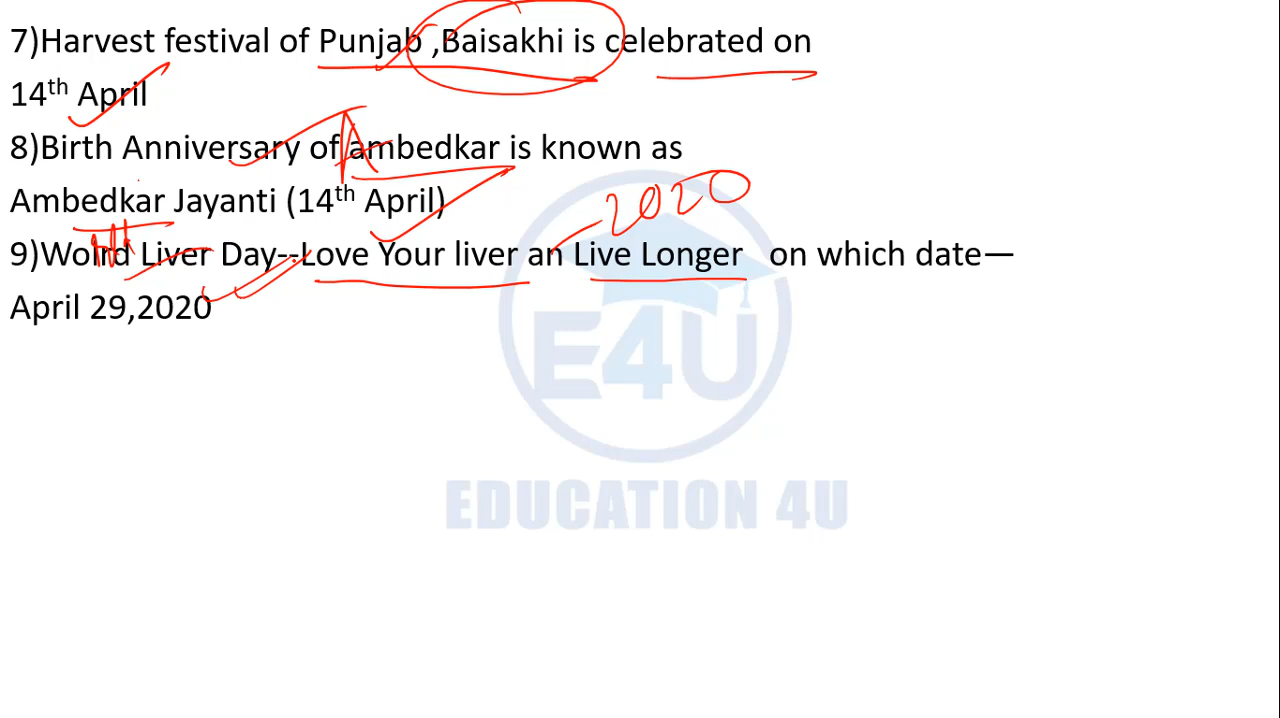 7)Harvest festival of Punjab ,Baisakhi is celebrated on
14th April
8)Birth Anniversary of ambedkar is known as
A
Ambedkar Jayanti (14th April)
2020
9)Wolrd Liver Day--Love Your liver an Live Longer on which date—
April 29,2020
E4U
EDUCATION 4U